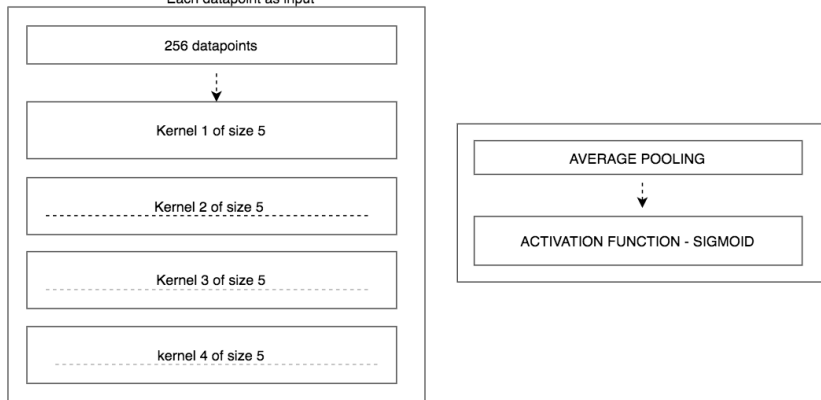 Each datapoint as input
256 datapoints
Kernel 1 of size 5
Kernel 2 of size 5
Kernel 3 of size 5
kernel 4 of size 5
AVERAGE POOLING
ACTIVATION FUNCTION - SIGMOID